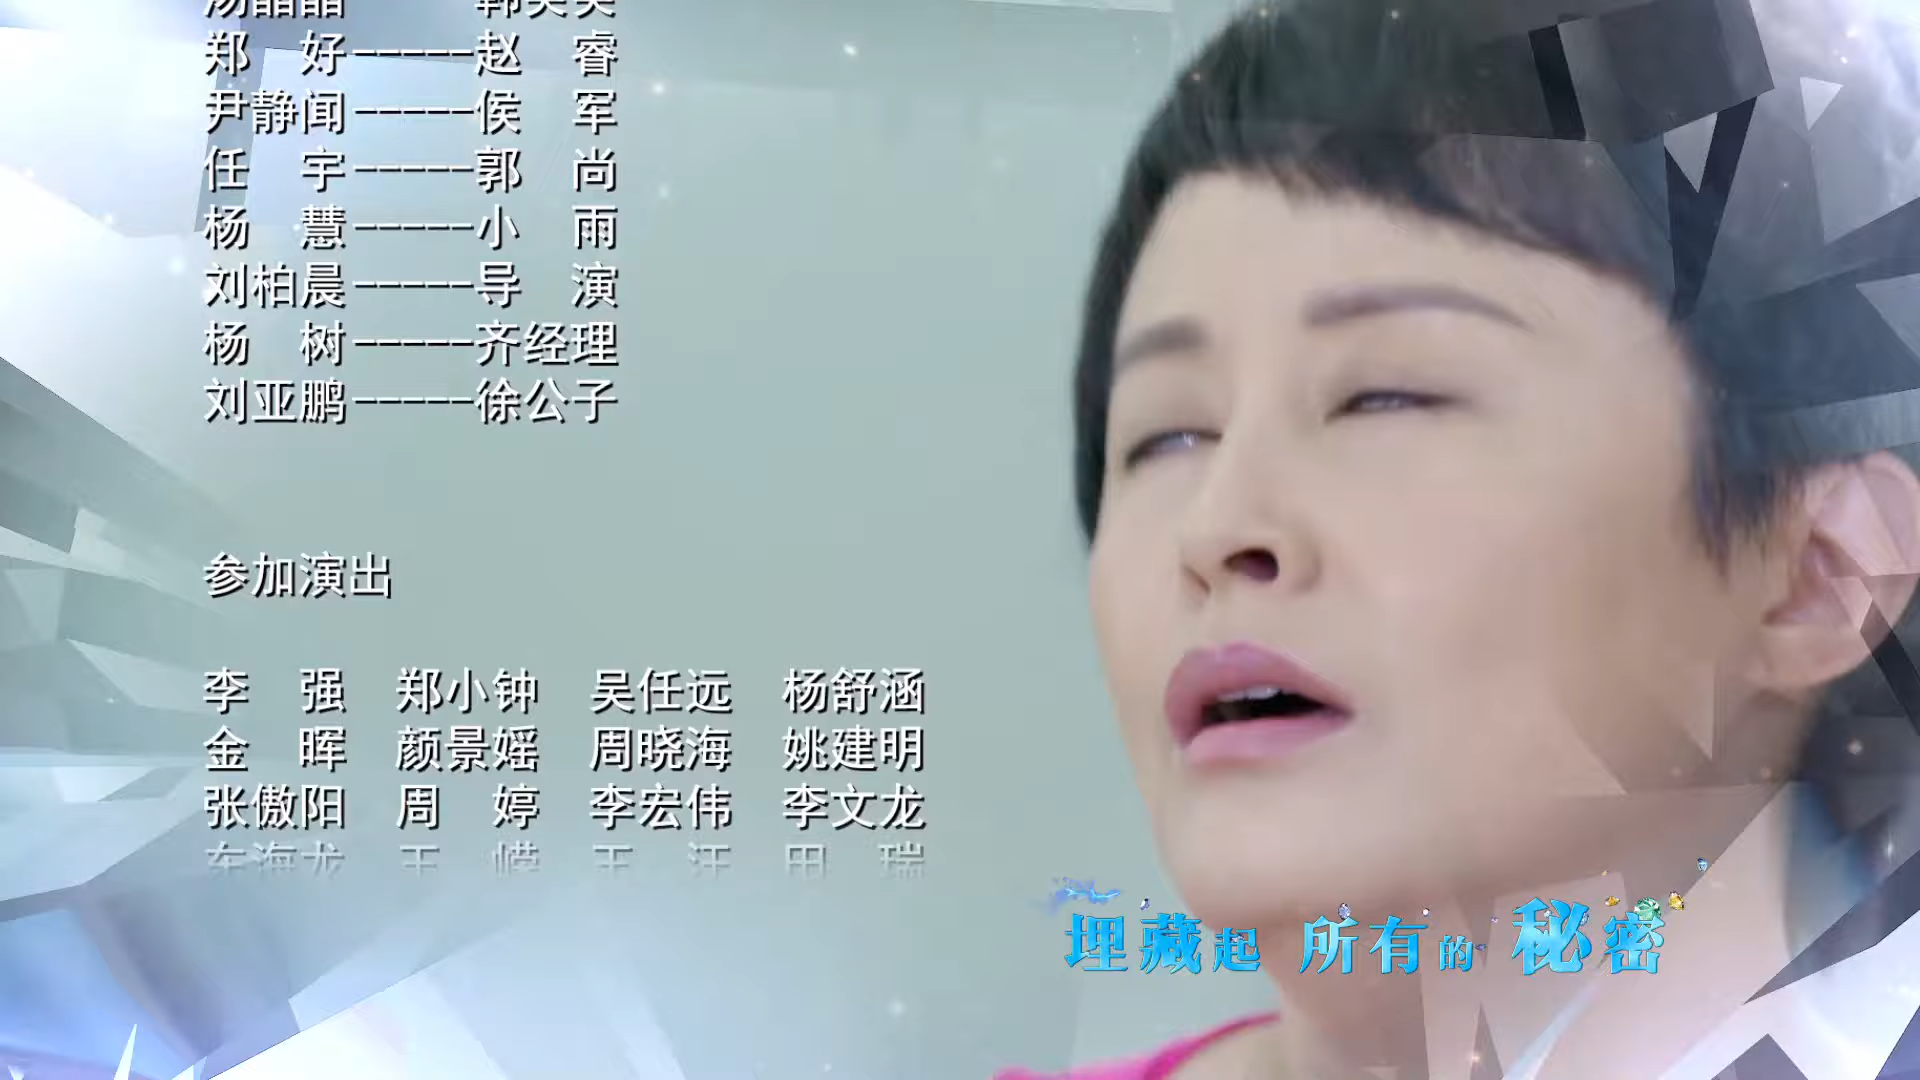 郑　好-----赵　睿
尹静闻-----侯　军
任　宇-----郭　尚
杨　慧-----小　雨
刘柏晨-----导　演
杨　树-----齐经理
刘亚鹏-----徐公子
参加演出
李　强　郑小钟　吴任远　杨舒涵
金　晖　颜景婳　周晓海　姚建明
张傲阳　周　婷　李宏伟　李文龙
埋藏起 所有的 秘密